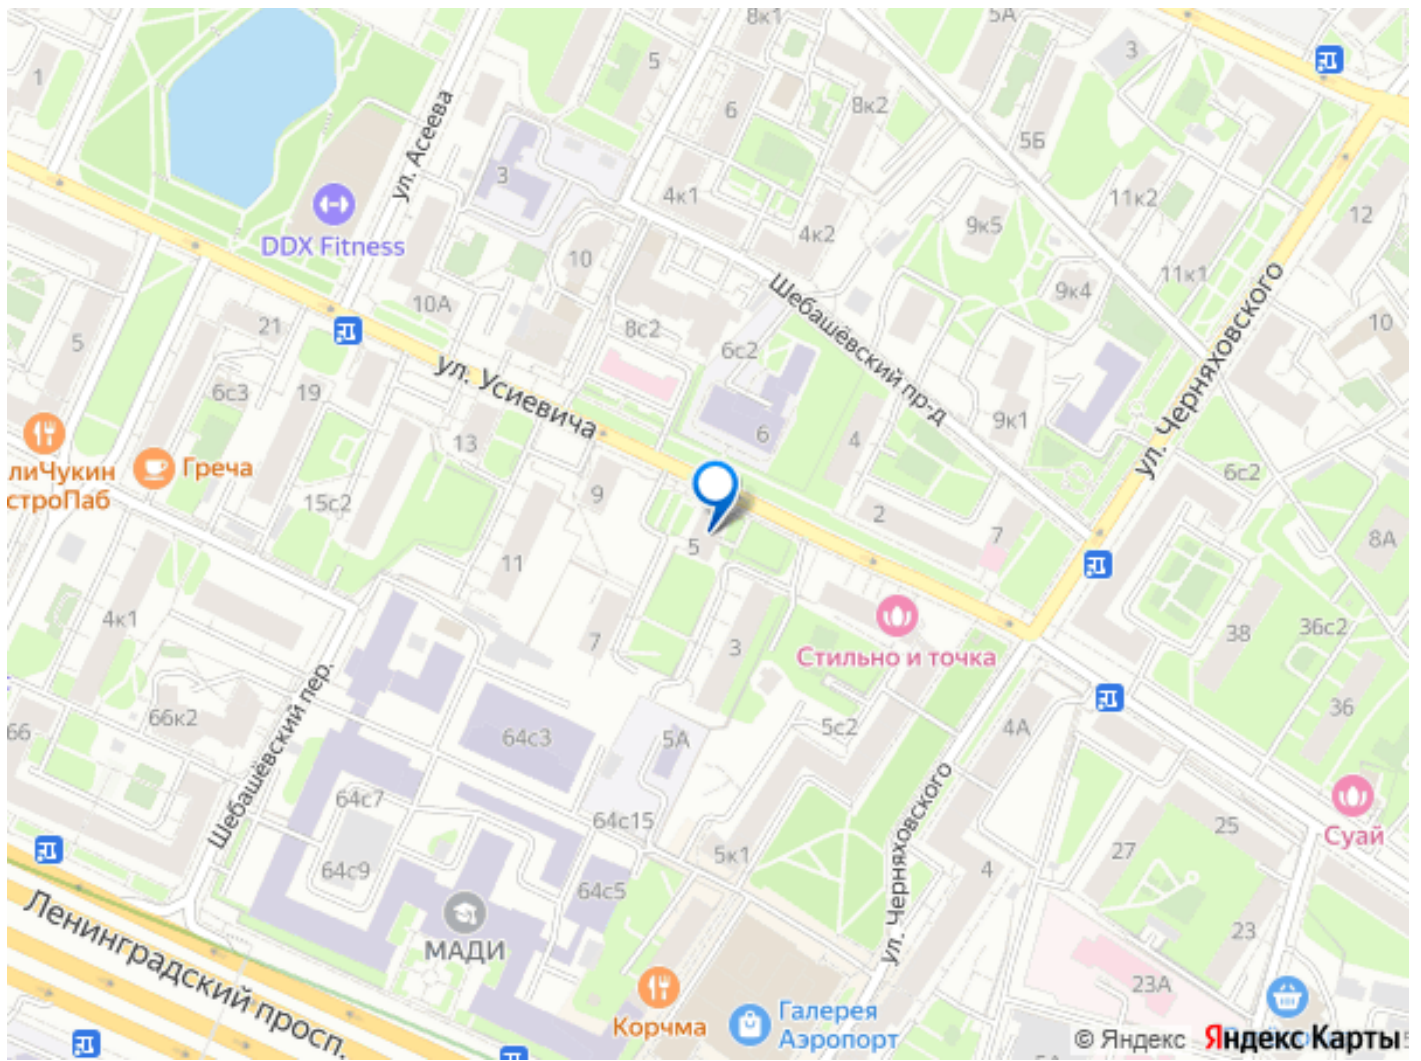 8к1
5А
1
5
3
6
8к2
5Б
ул. Асеева
3
4к1
11к2
12
DDX Fitness
4к2
9к5
10
11к1
9к4
10А
Шебашёвский пр-д
ул. Черняховского
21
8с2
10
5
6с2
ул. Усиевича
6с3
19
9к1
4
6
13
6с2
лиЧукин
строПаб
Греча
9
15с2
2
7
8А
5
11
4к1
7
3
38
36с2
Стильно и точка
Шебашёвский пер.
66
66к2
64с3
5А
5с2
4А
36
64с7
64с15
ул. Черняховского
25
Суай
5к1
27
64с9
64с5
4
Ленинградский просп.
МАДИ
23
23А
Корчма
Галерея
Аэропорт
© Яндекс Яндекс Карты